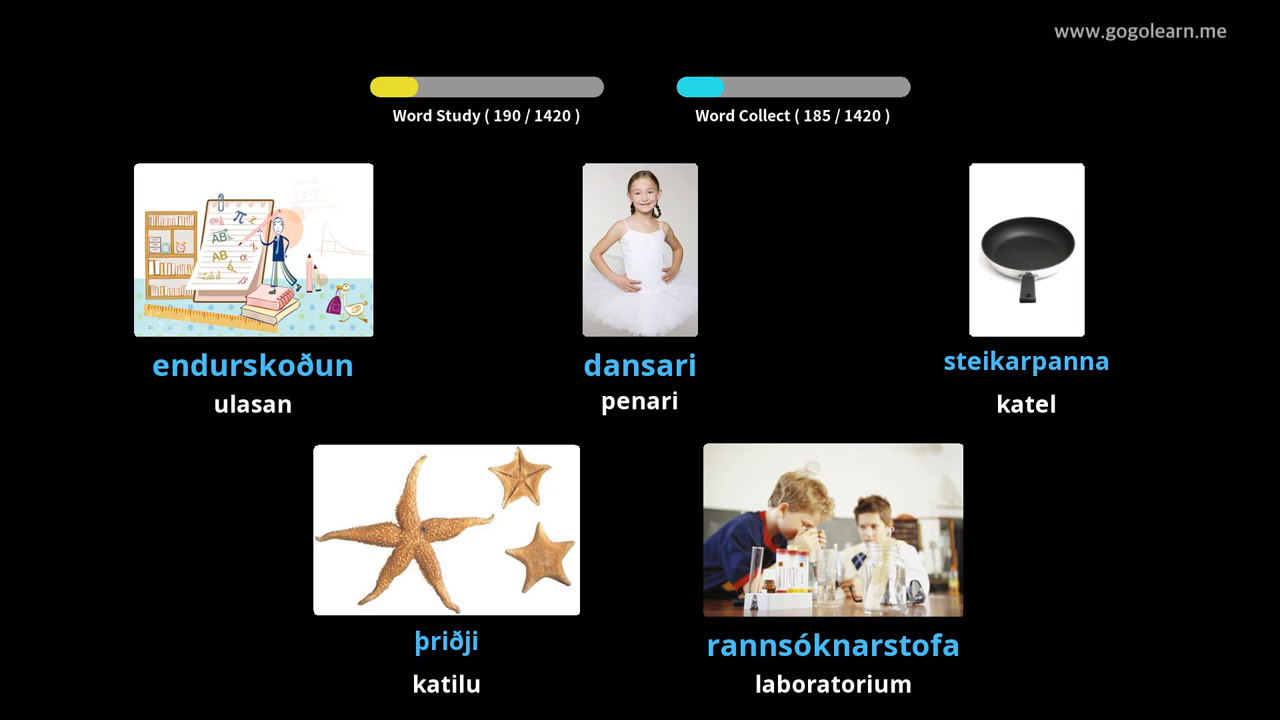 www.gogolearn.me
Word Study ( 190 / 1420 )
Word Collect ( 185 / 1420 )
endurskoðun
ulasan
dansari
penari
steikarpanna
katel
þriðji
katilu
rannsóknarstofa
laboratorium